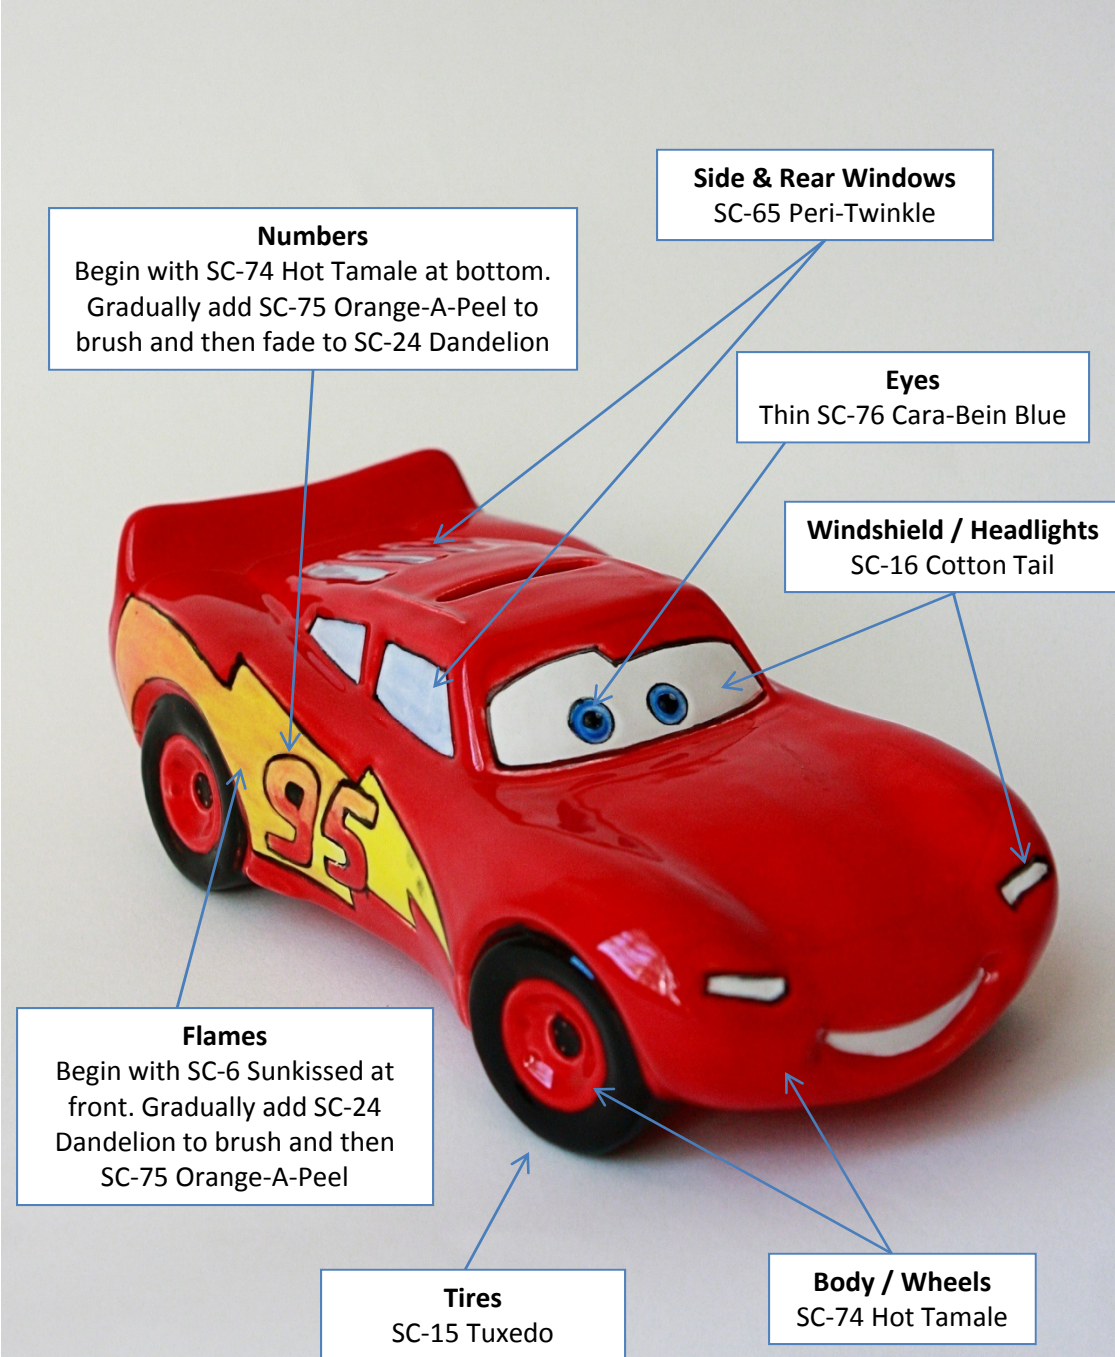 Side & Rear Windows
SC-65 Peri-Twinkle
Numbers
Begin with SC-74 Hot Tamale at bottom.
Gradually add SC-75 Orange-A-Peel to
brush and then fade to SC-24 Dandelion
Eyes
Thin SC-76 Cara-Bein Blue
Windshield / Headlights
SC-16 Cotton Tail
95
Flames
Begin with SC-6 Sunkissed at
front. Gradually add SC-24
Dandelion to brush and then
SC-75 Orange-A-Peel
Tires
SC-15 Tuxedo
Body / Wheels
SC-74 Hot Tamale